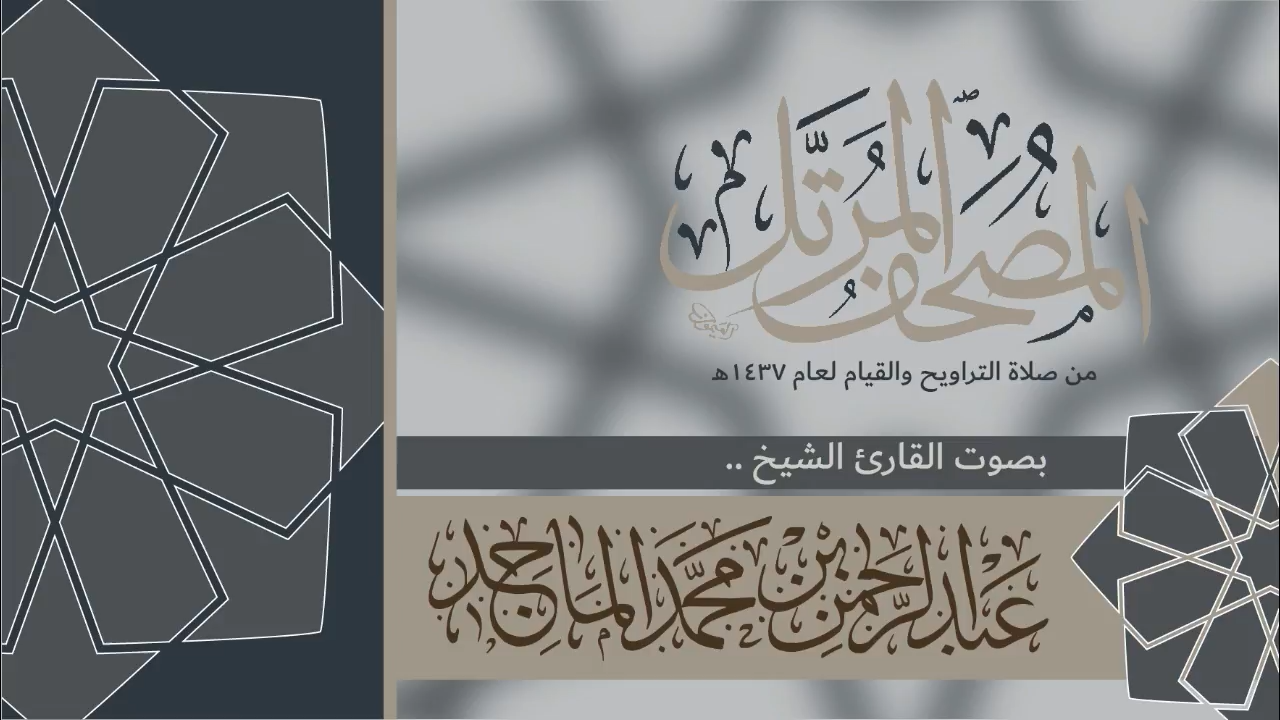 المصحف المرتل
من صلاة التراويح والقيام لعام ١٤٣٧هـ
بصوت القارئ الشيخ ..
عبدالرحمن بن محمد الماجد